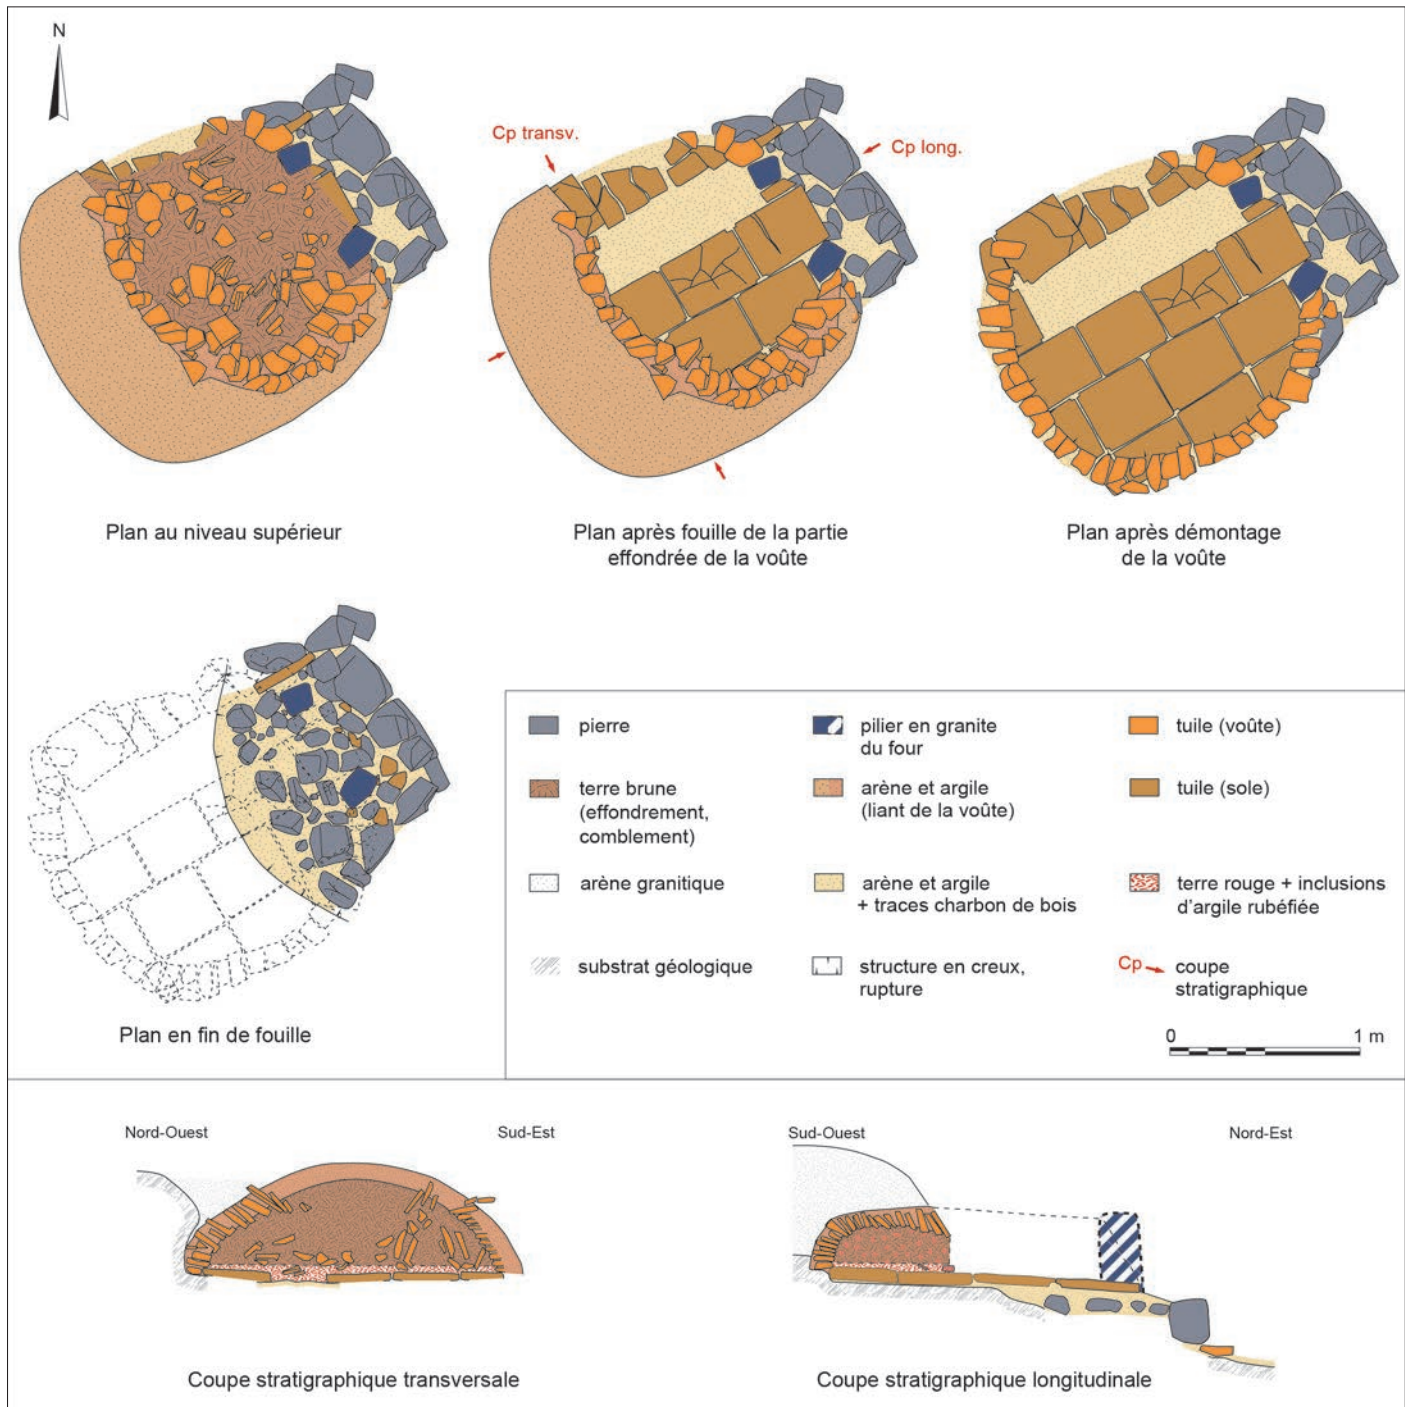 N
Cp transv.
Cp long.
Plan au niveau supérieur
Plan après fouille de la partie
effondrée de la voûte
Plan après démontage
de la voûte
Plan en fin de fouille
pierre
pilier en granite
du four
tuile (voûte)
terre brune
(effondrement,
comblement)
arène et argile
(liant de la voûte)
tuile (sole)
arène granitique
arène et argile
+ traces charbon de bois
terre rouge + inclusions
d'argile rubéfiée
substrat géologique
structure en creux,
rupture
Cp
coupe
stratigraphique
0 1 m
Nord-Ouest
Sud-Est
Sud-Ouest
Nord-Est
Coupe stratigraphique transversale
Coupe stratigraphique longitudinale